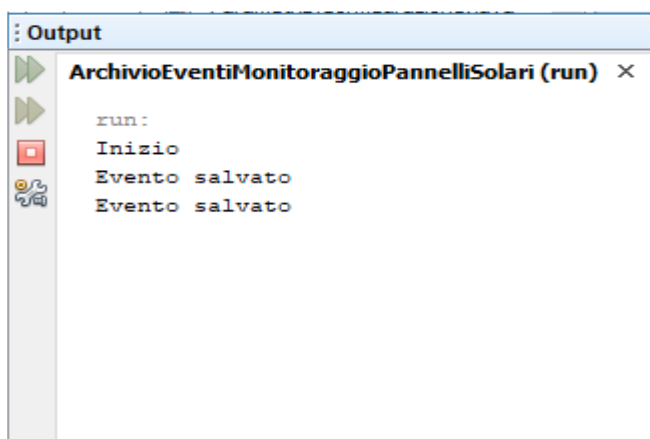 Output
ArchivioEventiMonitoraggioPannelliSolari (run)
run:
Inizio
Evento salvato
Evento salvato